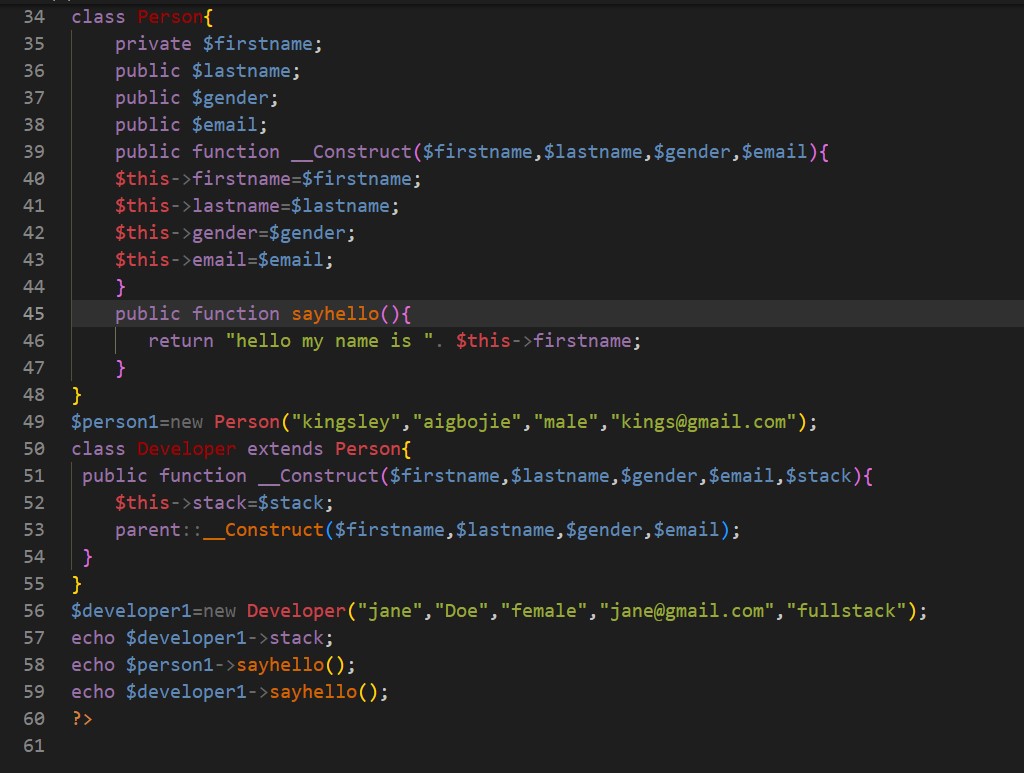 34 class Person{
35     private $firstname;
36     public $lastname;
37     public $gender;
38     public $email;
39     public function __Construct($firstname,$lastname,$gender,$email){
40     $this->firstname=$firstname;
41     $this->lastname=$lastname;
42     $this->gender=$gender;
43     $this->email=$email;
44     }
45     public function sayhello(){
46        return "hello my name is ". $this->firstname;
47     }
48 }
49 $person1=new Person("kingsley","aigbojie","male","kings@gmail.com");
50 class Developer extends Person{
51  public function __Construct($firstname,$lastname,$gender,$email,$stack){
52     $this->stack=$stack;
53     parent::__Construct($firstname,$lastname,$gender,$email);
54  }
55 }
56 $developer1=new Developer("jane","Doe","female","jane@gmail.com","fullstack");
57 echo $developer1->stack;
58 echo $person1->sayhello();
59 echo $developer1->sayhello();
60 ?>
61